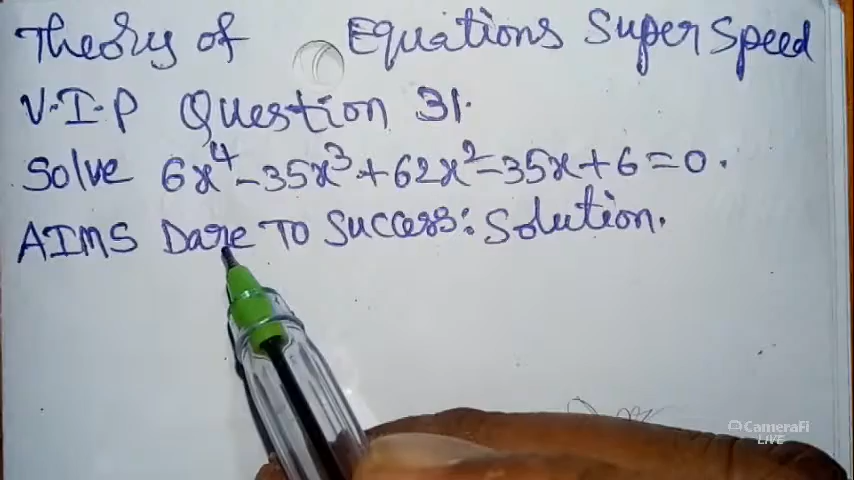 Theory of Equations Super Speed
V.I.P Question 31.
Solve 6x⁴-35x³+62x²-35x+6=0.
AIMS Dare To Success: Solution.
CameraFi
LIVE